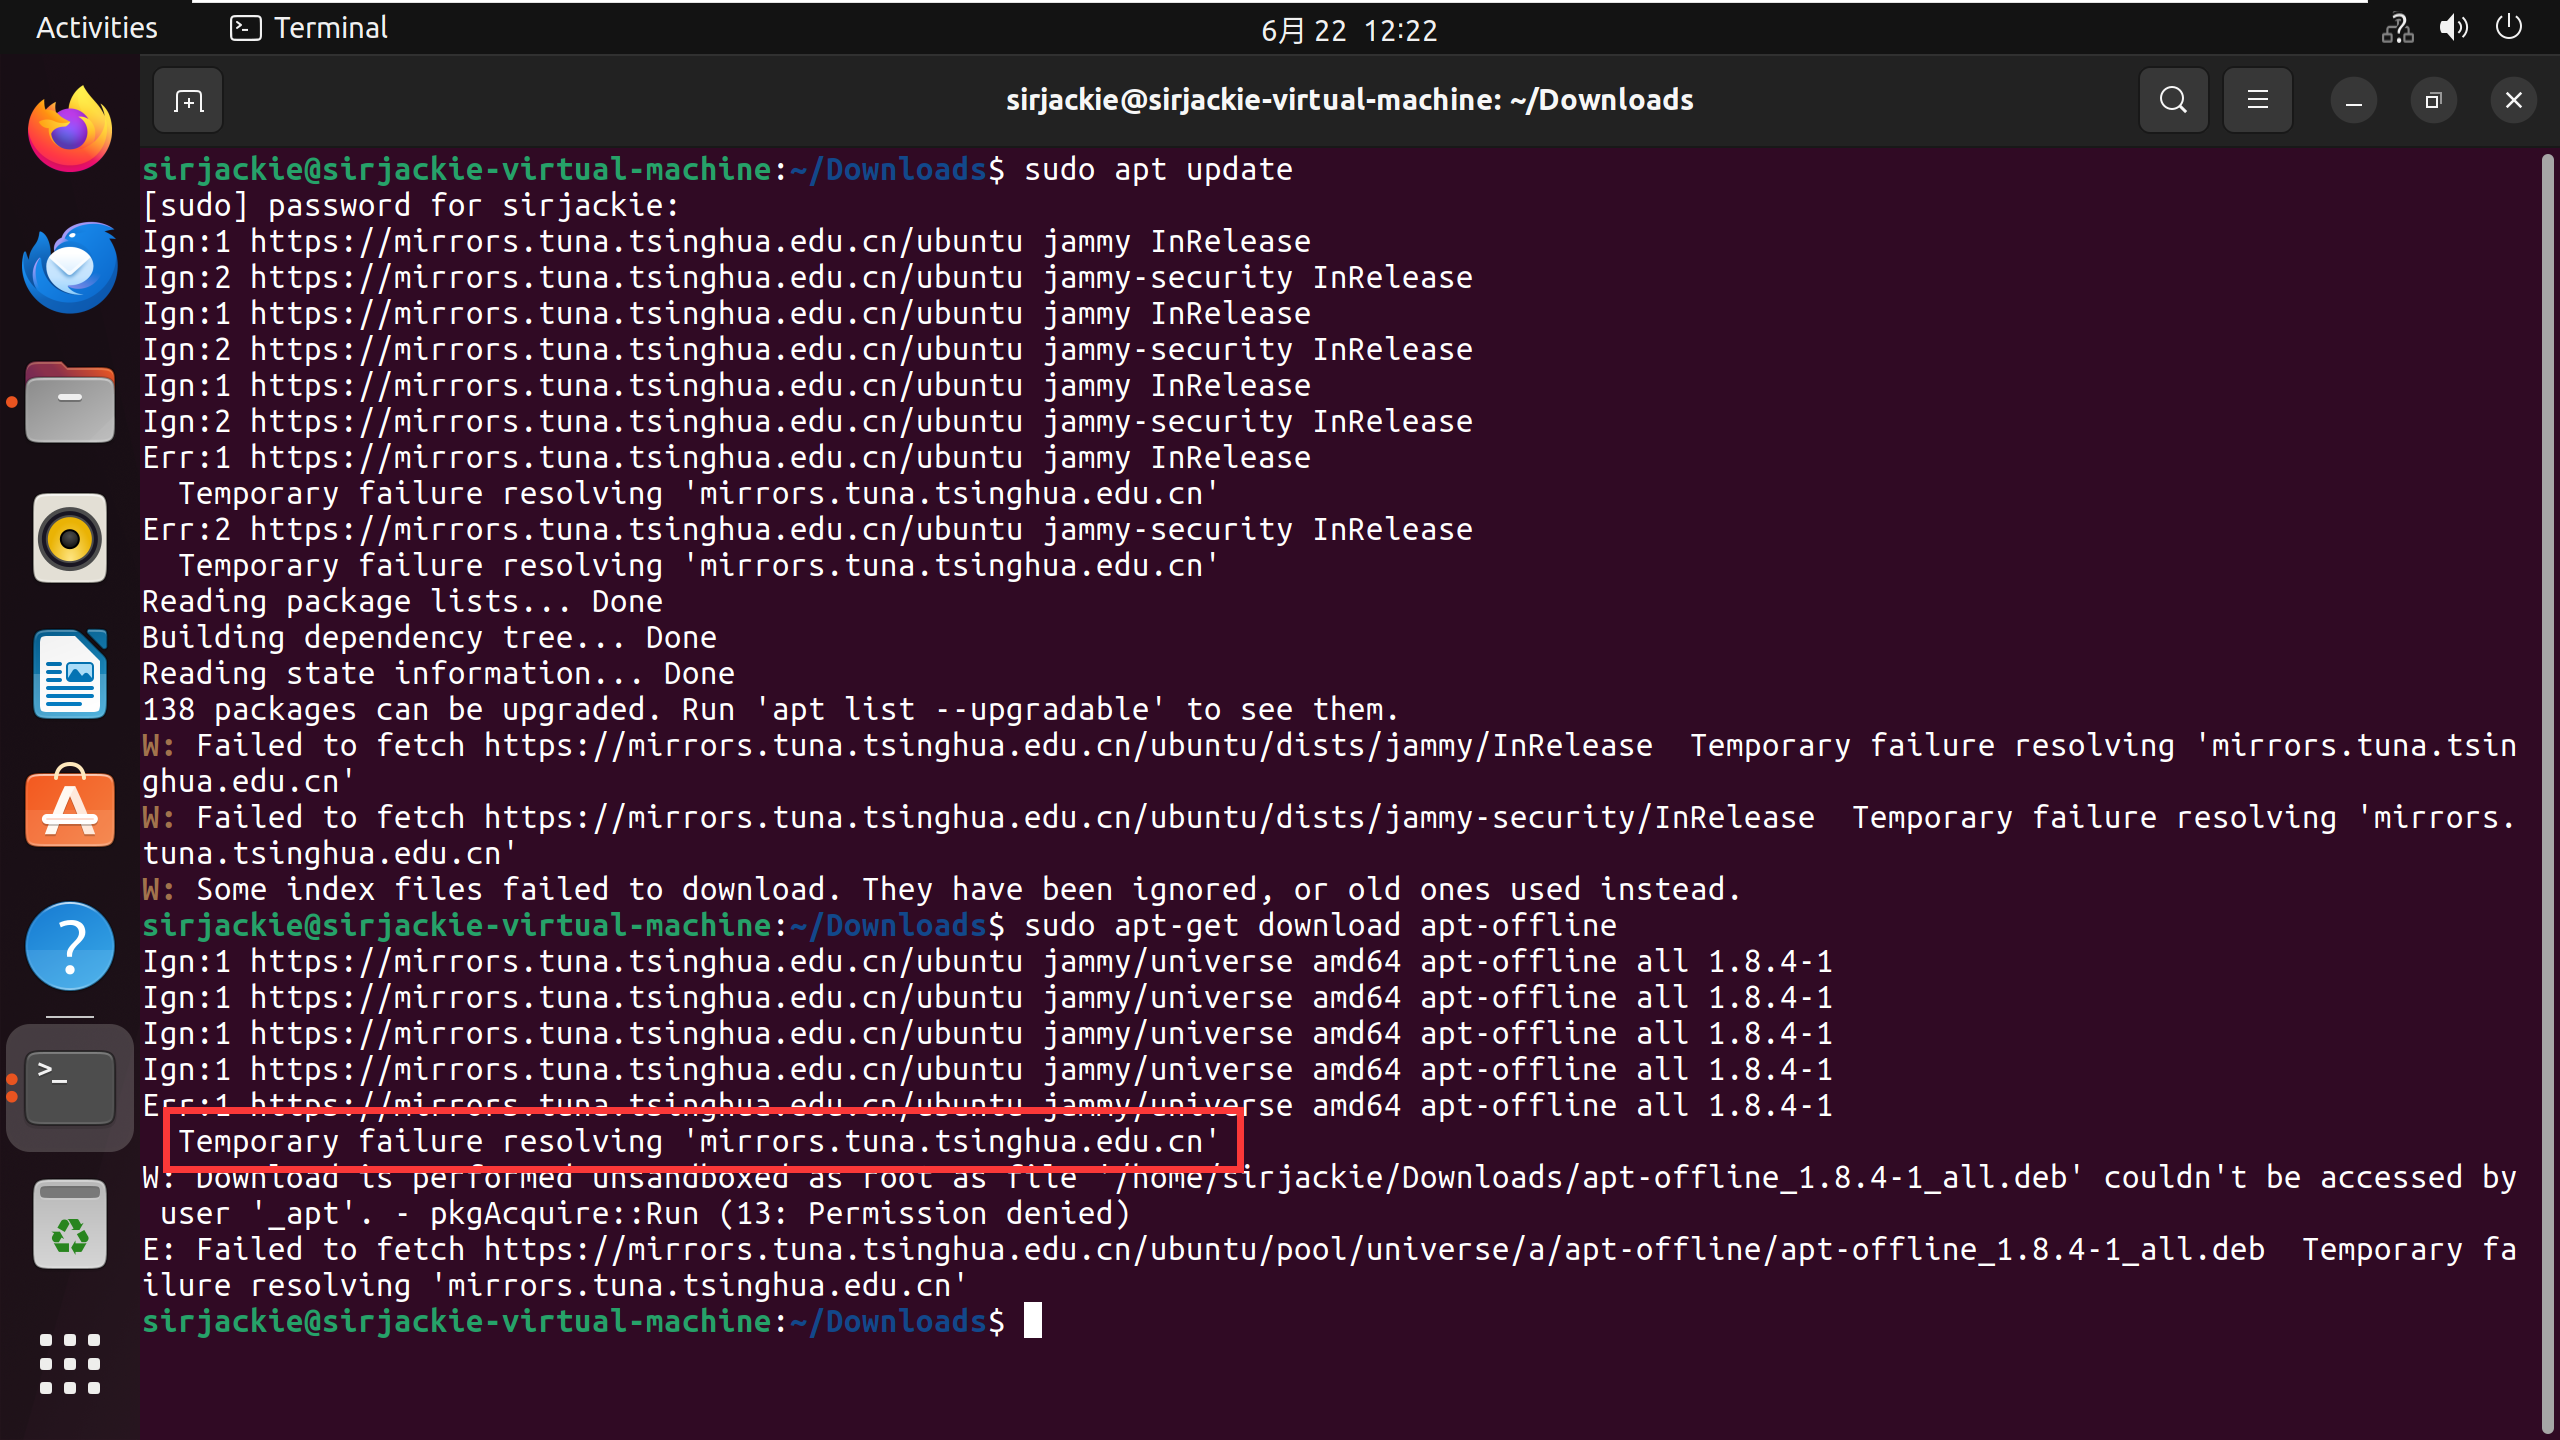 Activities
Terminal
6月 22 12:22
sirjackie@sirjackie-virtual-machine: ~/Downloads
sirjackie@sirjackie-virtual-machine:~/Downloads$ sudo apt update
[sudo] password for sirjackie:
Ign:1 https://mirrors.tuna.tsinghua.edu.cn/ubuntu jammy InRelease
Ign:2 https://mirrors.tuna.tsinghua.edu.cn/ubuntu jammy-security InRelease
Ign:1 https://mirrors.tuna.tsinghua.edu.cn/ubuntu jammy InRelease
Ign:2 https://mirrors.tuna.tsinghua.edu.cn/ubuntu jammy-security InRelease
Ign:1 https://mirrors.tuna.tsinghua.edu.cn/ubuntu jammy InRelease
Ign:2 https://mirrors.tuna.tsinghua.edu.cn/ubuntu jammy-security InRelease
Err:1 https://mirrors.tuna.tsinghua.edu.cn/ubuntu jammy InRelease
Temporary failure resolving 'mirrors.tuna.tsinghua.edu.cn'
Err:2 https://mirrors.tuna.tsinghua.edu.cn/ubuntu jammy-security InRelease
Temporary failure resolving 'mirrors.tuna.tsinghua.edu.cn'
Reading package lists... Done
Building dependency tree... Done
Reading state information... Done
138 packages can be upgraded. Run 'apt list --upgradable' to see them.
W: Failed to fetch https://mirrors.tuna.tsinghua.edu.cn/ubuntu/dists/jammy/InRelease  Temporary failure resolving 'mirrors.tuna.tsin
ghua.edu.cn'
W: Failed to fetch https://mirrors.tuna.tsinghua.edu.cn/ubuntu/dists/jammy-security/InRelease  Temporary failure resolving 'mirrors.
tuna.tsinghua.edu.cn'
W: Some index files failed to download. They have been ignored, or old ones used instead.
sirjackie@sirjackie-virtual-machine:~/Downloads$ sudo apt-get download apt-offline
Ign:1 https://mirrors.tuna.tsinghua.edu.cn/ubuntu jammy/universe amd64 apt-offline all 1.8.4-1
Ign:1 https://mirrors.tuna.tsinghua.edu.cn/ubuntu jammy/universe amd64 apt-offline all 1.8.4-1
Ign:1 https://mirrors.tuna.tsinghua.edu.cn/ubuntu jammy/universe amd64 apt-offline all 1.8.4-1
Ign:1 https://mirrors.tuna.tsinghua.edu.cn/ubuntu jammy/universe amd64 apt-offline all 1.8.4-1
Err:1 https://mirrors.tuna.tsinghua.edu.cn/ubuntu jammy/universe amd64 apt-offline all 1.8.4-1
Temporary failure resolving 'mirrors.tuna.tsinghua.edu.cn'
W: Download is performed unsandboxed as root as file '/home/sirjackie/Downloads/apt-offline_1.8.4-1_all.deb' couldn't be accessed by
user '_apt'. - pkgAcquire::Run (13: Permission denied)
E: Failed to fetch https://mirrors.tuna.tsinghua.edu.cn/ubuntu/pool/universe/a/apt-offline/apt-offline_1.8.4-1_all.deb  Temporary fa
ilure resolving 'mirrors.tuna.tsinghua.edu.cn'
sirjackie@sirjackie-virtual-machine:~/Downloads$